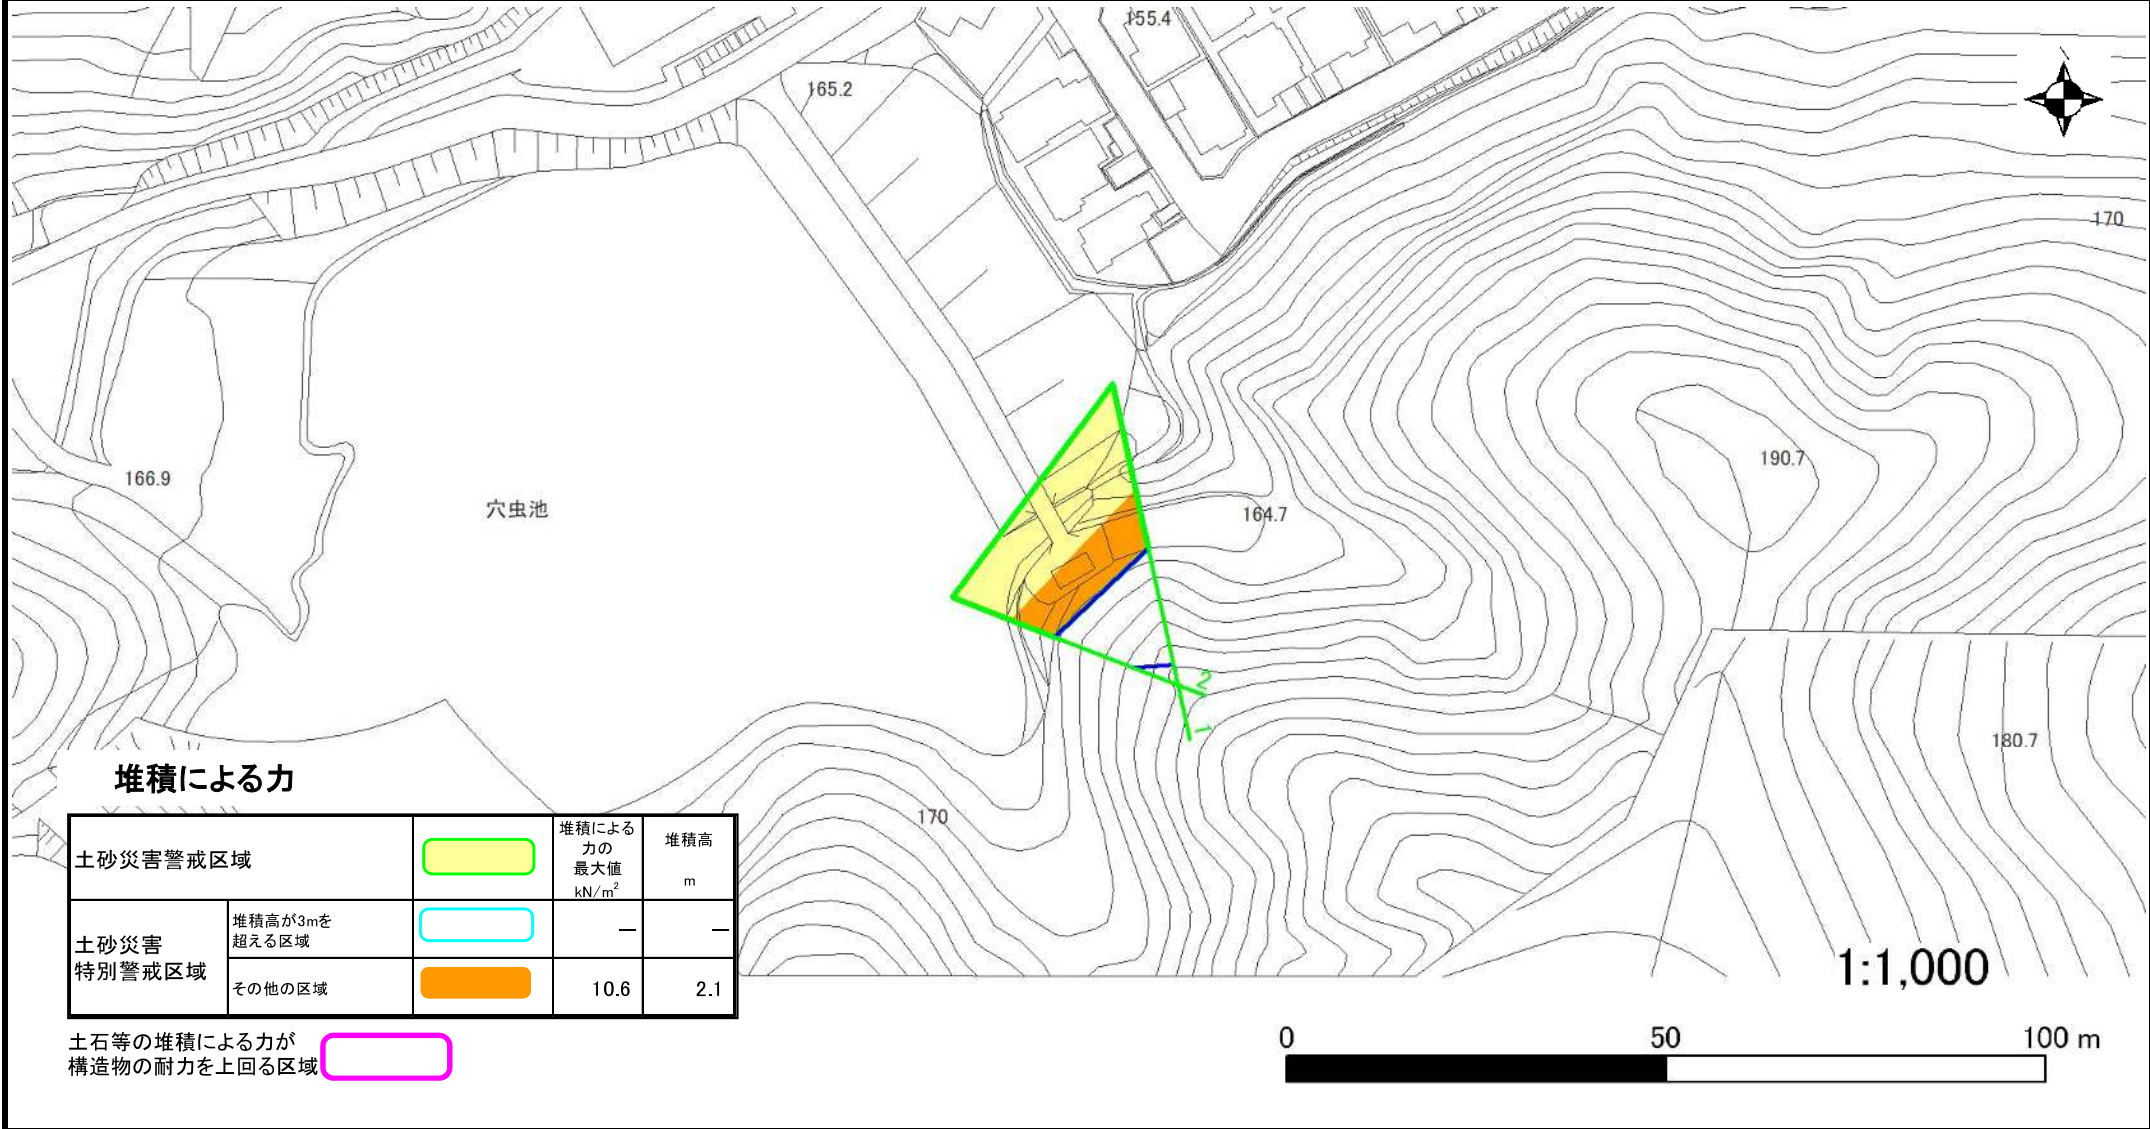 155.4
165.2
170
166.9
穴虫池
164.7
190.7
2
1
180.7
170
堆積による力
土砂災害警戒区域
堆積による
力の
最大値
kN/m²
堆積高
m
土砂災害
特別警戒区域
堆積高が3mを
超える区域
—
—
その他の区域
10.6
2.1
土石等の堆積による力が
構造物の耐力を上回る区域
1:1,000
0 50 100 m